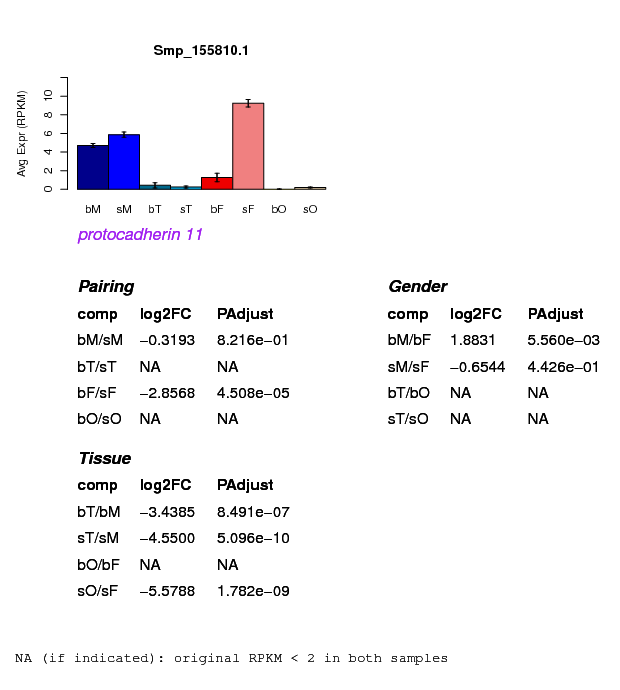 Smp_155810.1
Avg Expr (RPKM)
0 2 4 6 8 10
bM sM bT sT bF sF bO sO
protocadherin 11
Pairing
comp log2FC PAdjust
bM/sM −0.3193 8.216e−01
bT/sT NA NA
bF/sF −2.8568 4.508e−05
bO/sO NA NA
Gender
comp log2FC PAdjust
bM/bF 1.8831 5.560e−03
sM/sF −0.6544 4.426e−01
bT/bO NA NA
sT/sO NA NA
Tissue
comp log2FC PAdjust
bT/bM −3.4385 8.491e−07
sT/sM −4.5500 5.096e−10
bO/bF NA NA
sO/sF −5.5788 1.782e−09
NA (if indicated): original RPKM < 2 in both samples